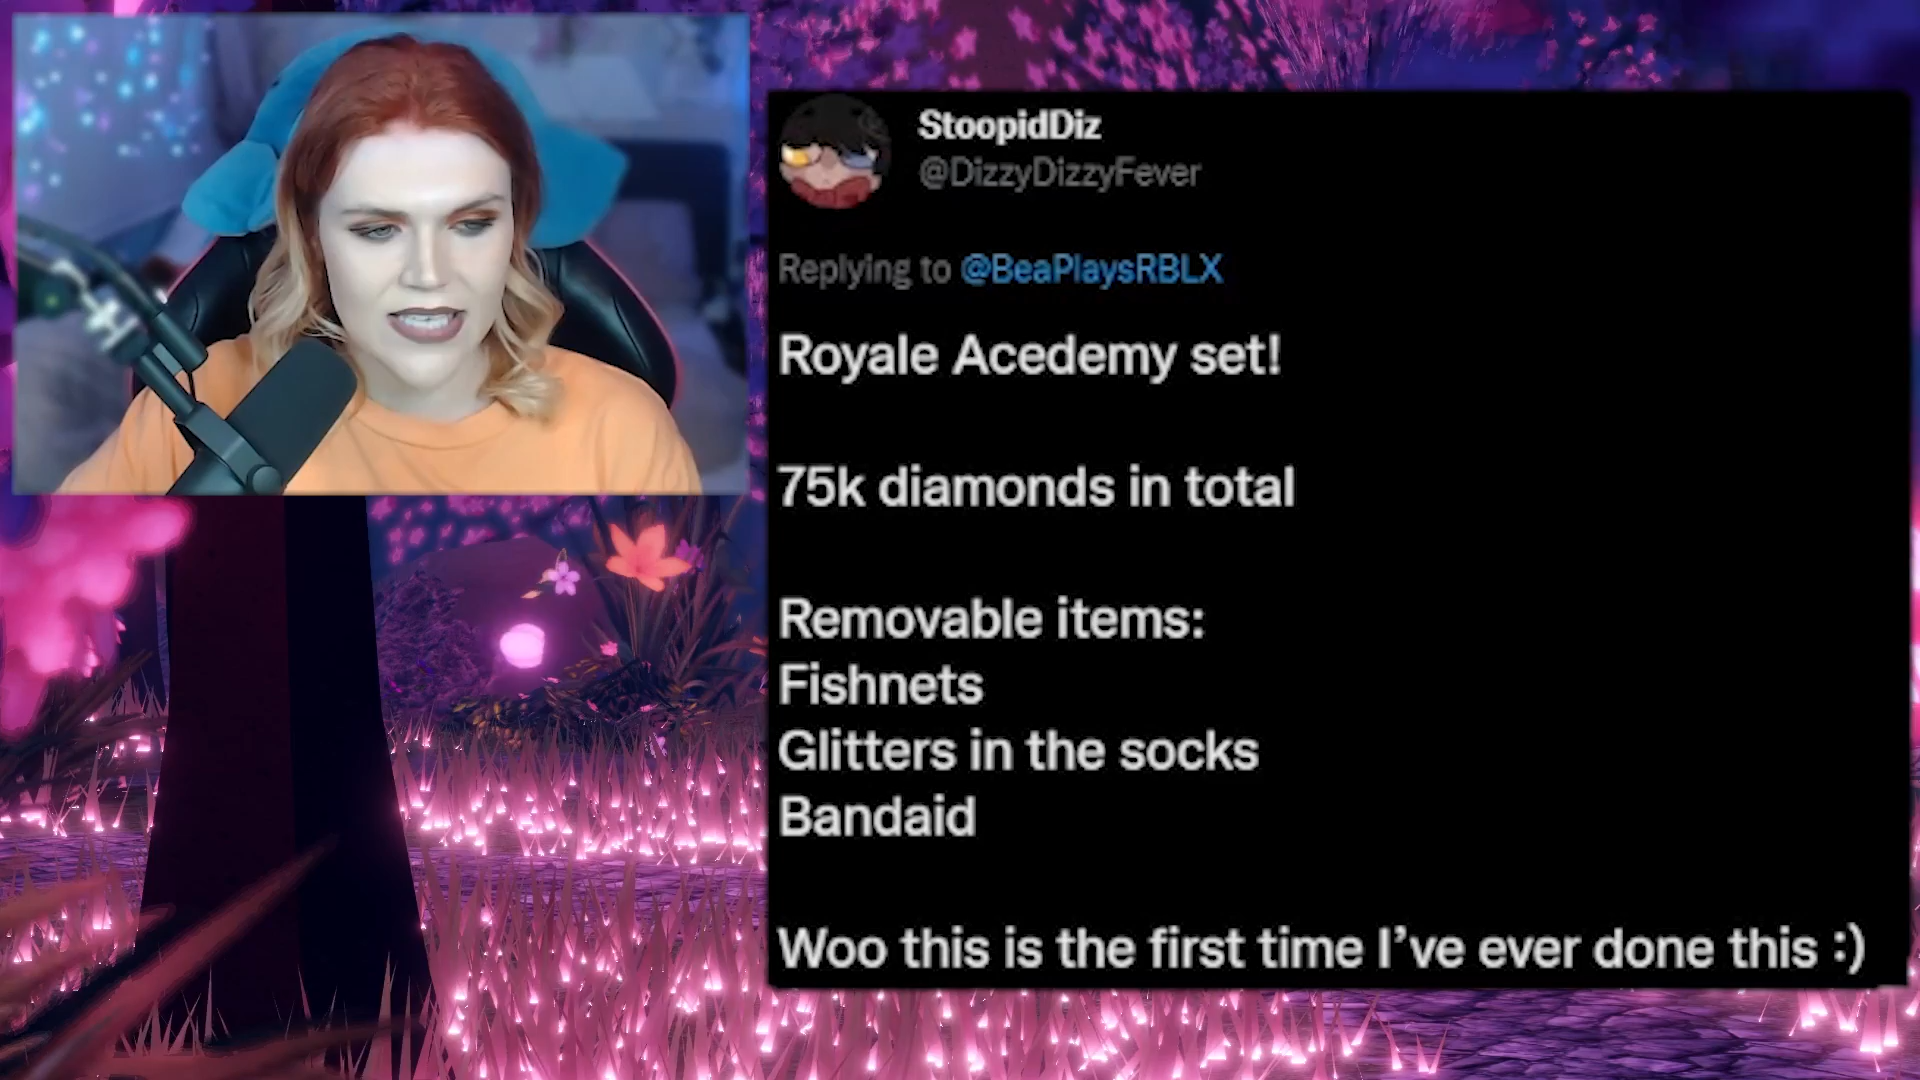 StoopidDiz
@DizzyDizzyFever
Replying to @BeaPlaysRBLX
Royale Acedemy set!
75k diamonds in total
Removable items:
Fishnets
Glitters in the socks
Bandaid
Woo this is the first time I’ve ever done this :)